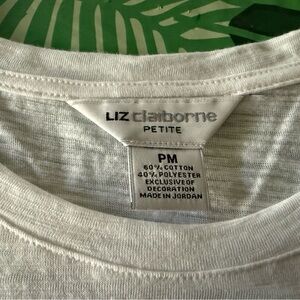 LIZ claiborne
PETITE
PM
60% COTTON
40% POLYESTER
EXCLUSIVE OF
DECORATION
MADE IN JORDAN